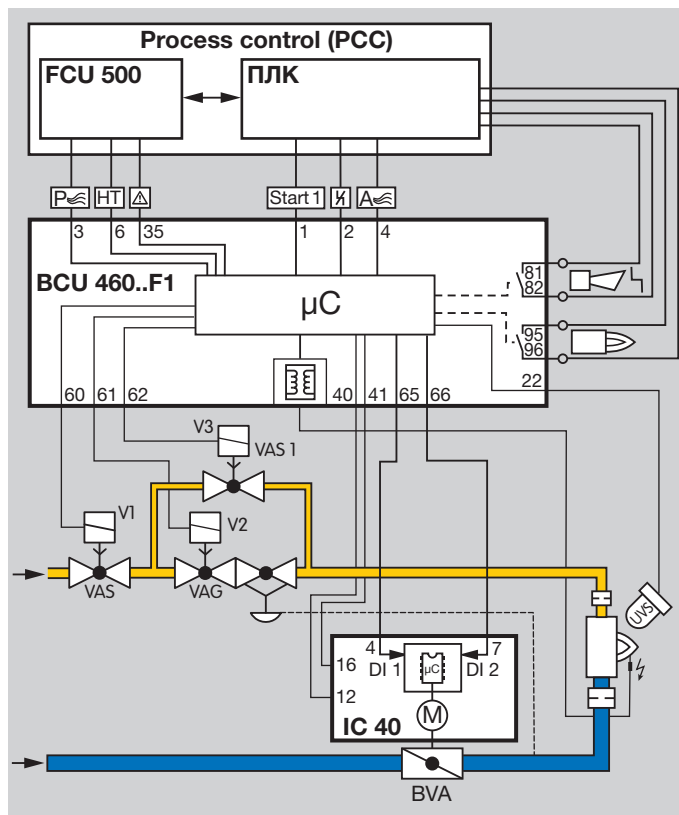 Process control (PCC)
FCU 500
ПЛК
P
HT
Start 1
A
3
6
35
1
2
4
BCU 460..F1
µC
81
82
95
96
22
60
61
62
40
41
65
66
V3
VAS 1
V1
V2
VAS
VAG
UVS
4
7
16
DI 1
µC
DI 2
12
M
IC 40
BVA